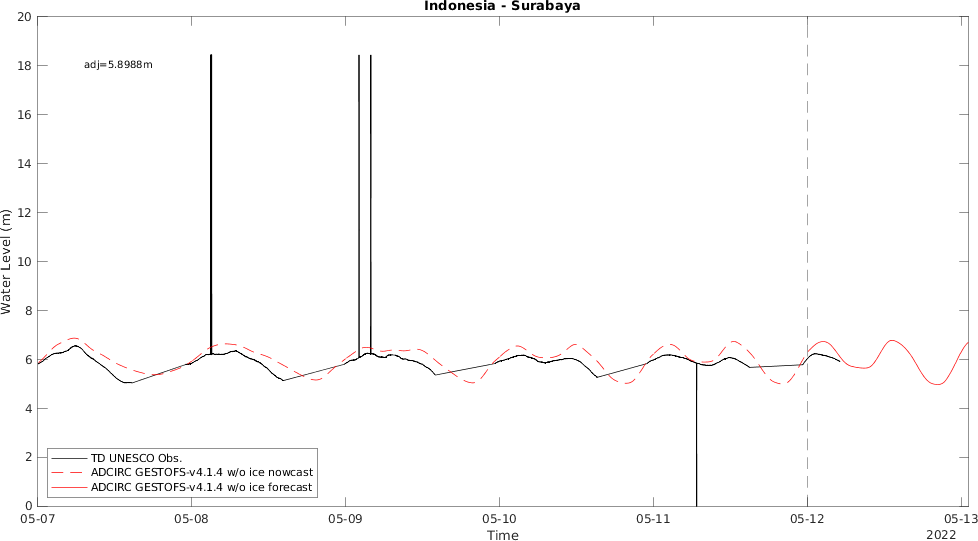 Indonesia - Surabaya
20
18
16
14
12
10
8
6
4
2
0
Water Level (m)
adj=5.8988m
TD UNESCO Obs.
ADCIRC GESTOFS-v4.1.4 w/o ice nowcast
ADCIRC GESTOFS-v4.1.4 w/o ice forecast
05-07 05-08 05-09 05-10 05-11 05-12 05-13
Time
2022